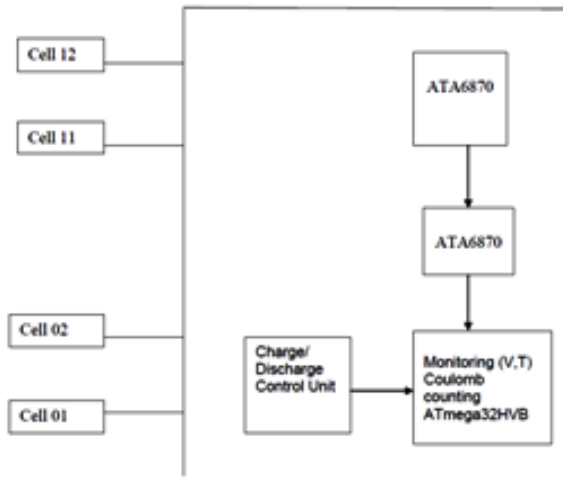 Cell 12
Cell 11
Cell 02
Cell 01
ATA6870
ATA6870
Charge/
Discharge
Control Unit
Monitoring (V,T)
Coulomb
counting
ATmega32HVB